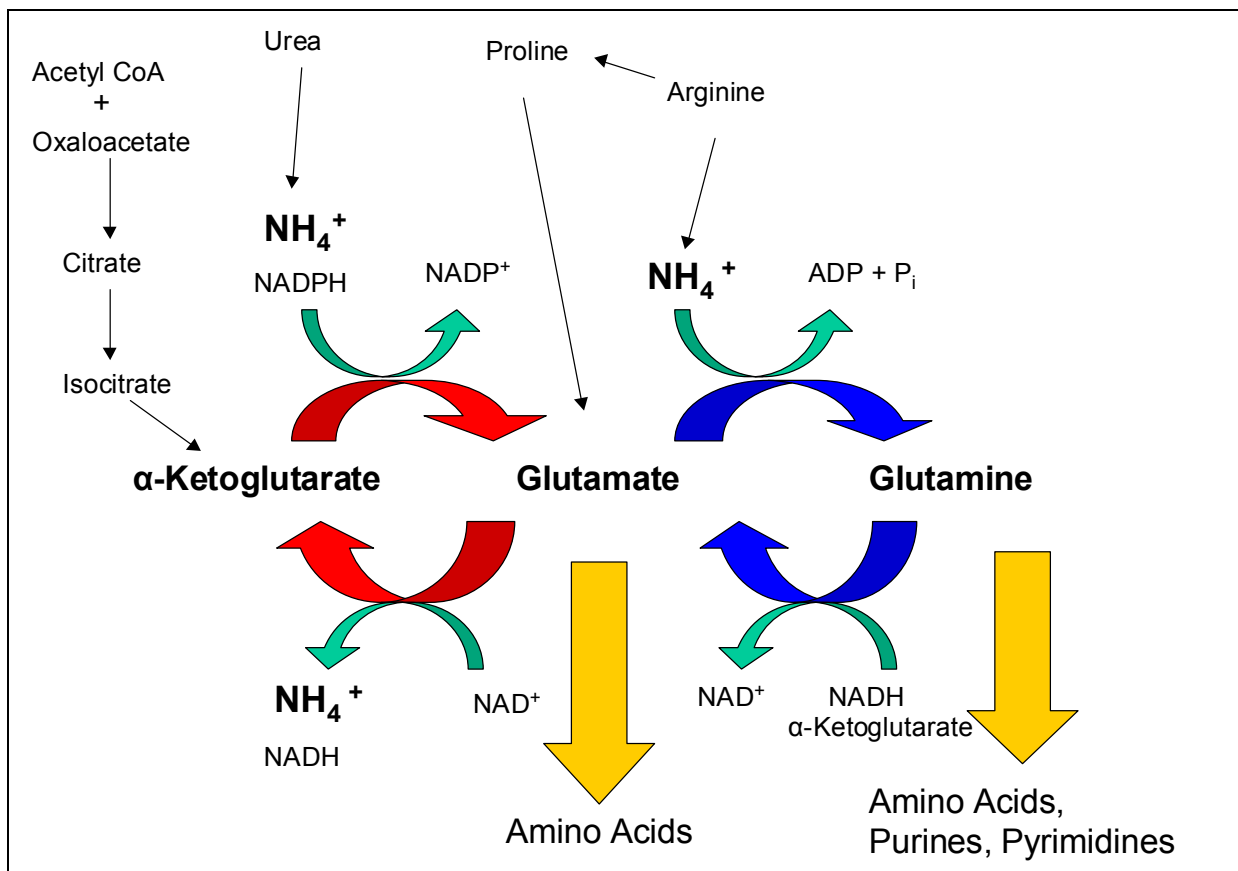 Urea
Proline
Acetyl CoA
+
Oxaloacetate
Arginine
NH₄⁺
NADPH
NADP⁺
NH₄⁺
ADP + Pᵢ
Citrate
Isocitrate
α-Ketoglutarate
Glutamate
Glutamine
NH₄⁺
NADH
NAD⁺
NAD⁺
NADH
α-Ketoglutarate
Amino Acids
Amino Acids,
Purines, Pyrimidines